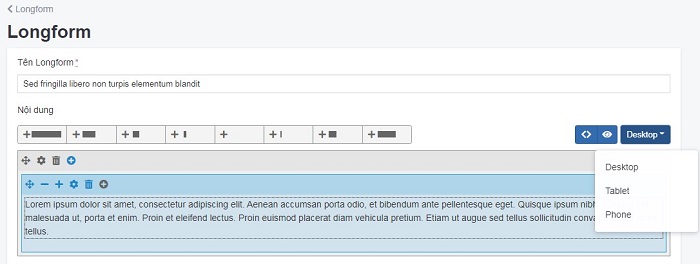 Longform
Longform
Tên Longform *
Sed fringilla libero non turpis elementum blandit
Nội dung
Desktop
Desktop
Tablet
Phone
Lorem ipsum dolor sit amet, consectetur adipiscing elit. Aenean accumsan porta odio, et bibendum ante pellentesque eget. Quisque ipsum nib
malesuada ut, porta et enim. Proin et eleifend lectus. Proin euismod placerat diam vehicula pretium. Etiam ut augue sed tellus sollicitudin conv
tellus.